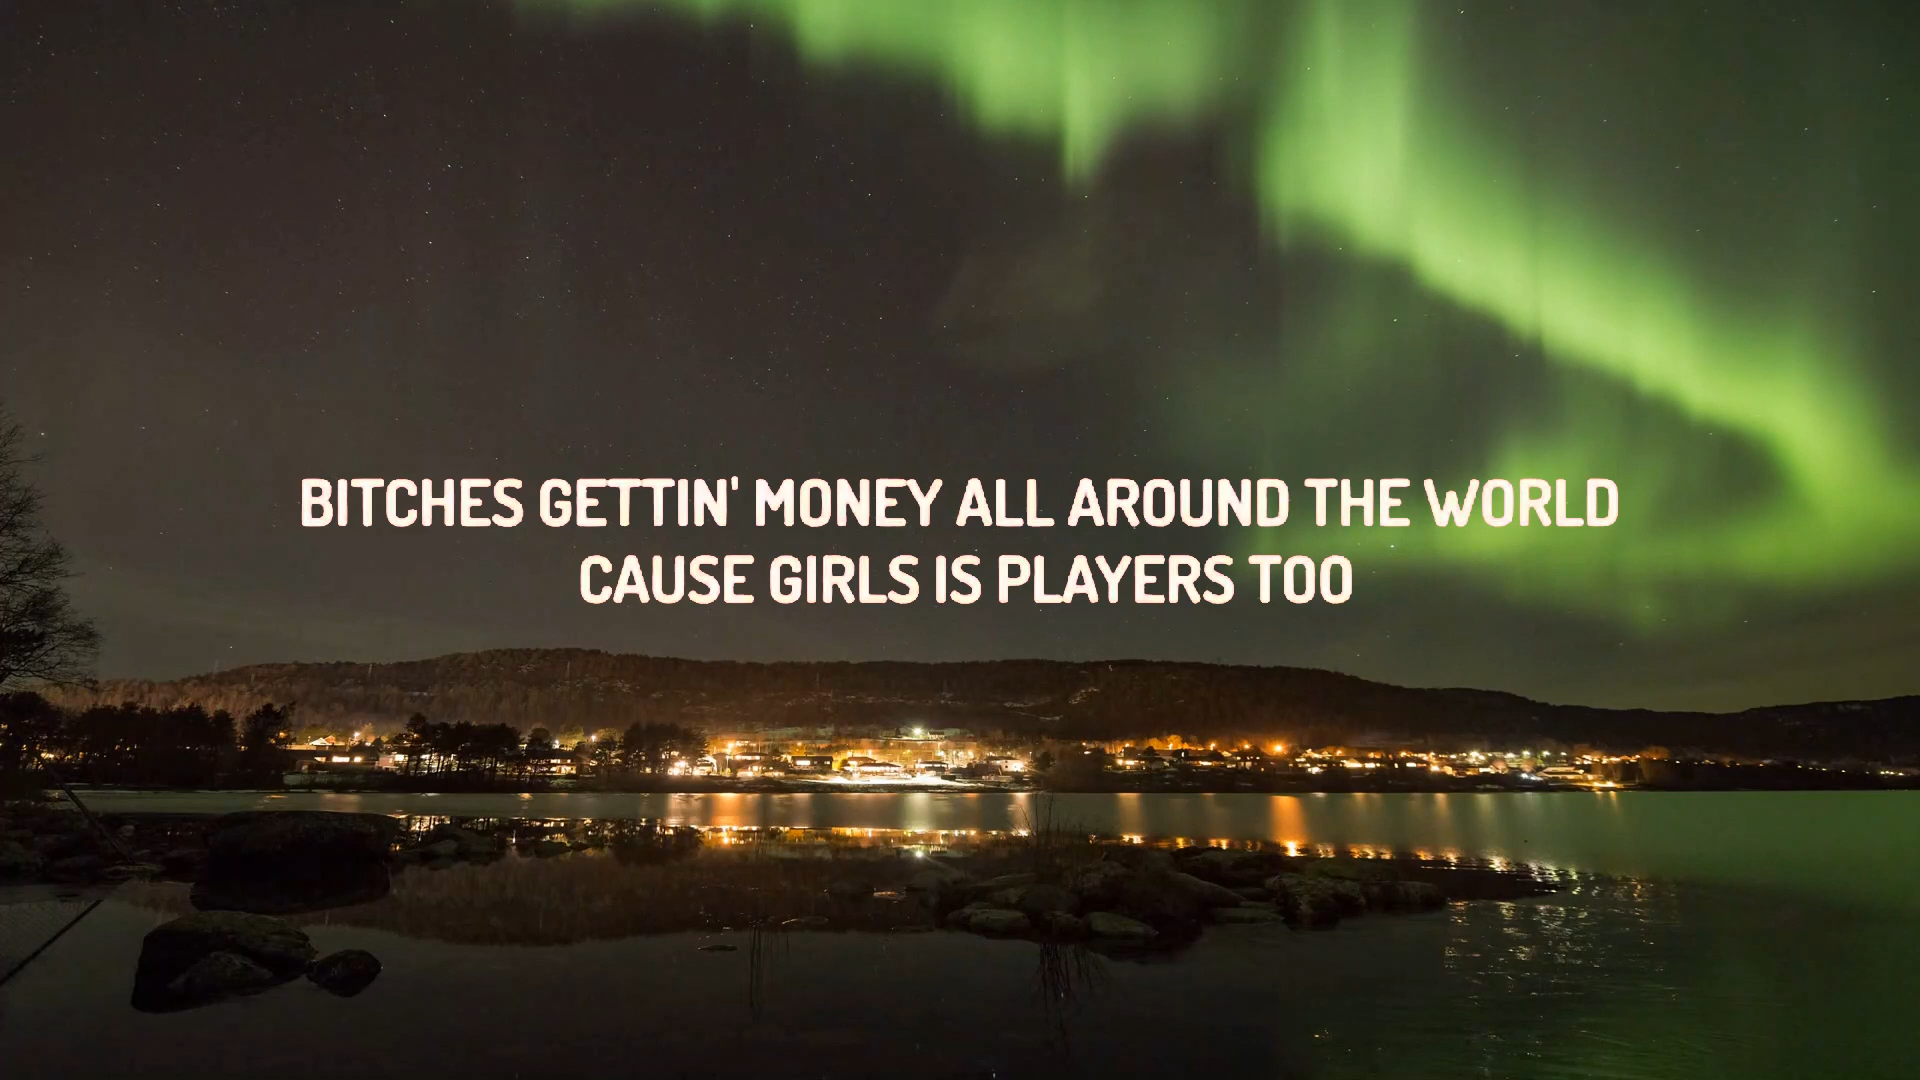 BITCHES GETTIN' MONEY ALL AROUND THE WORLD
CAUSE GIRLS IS PLAYERS TOO